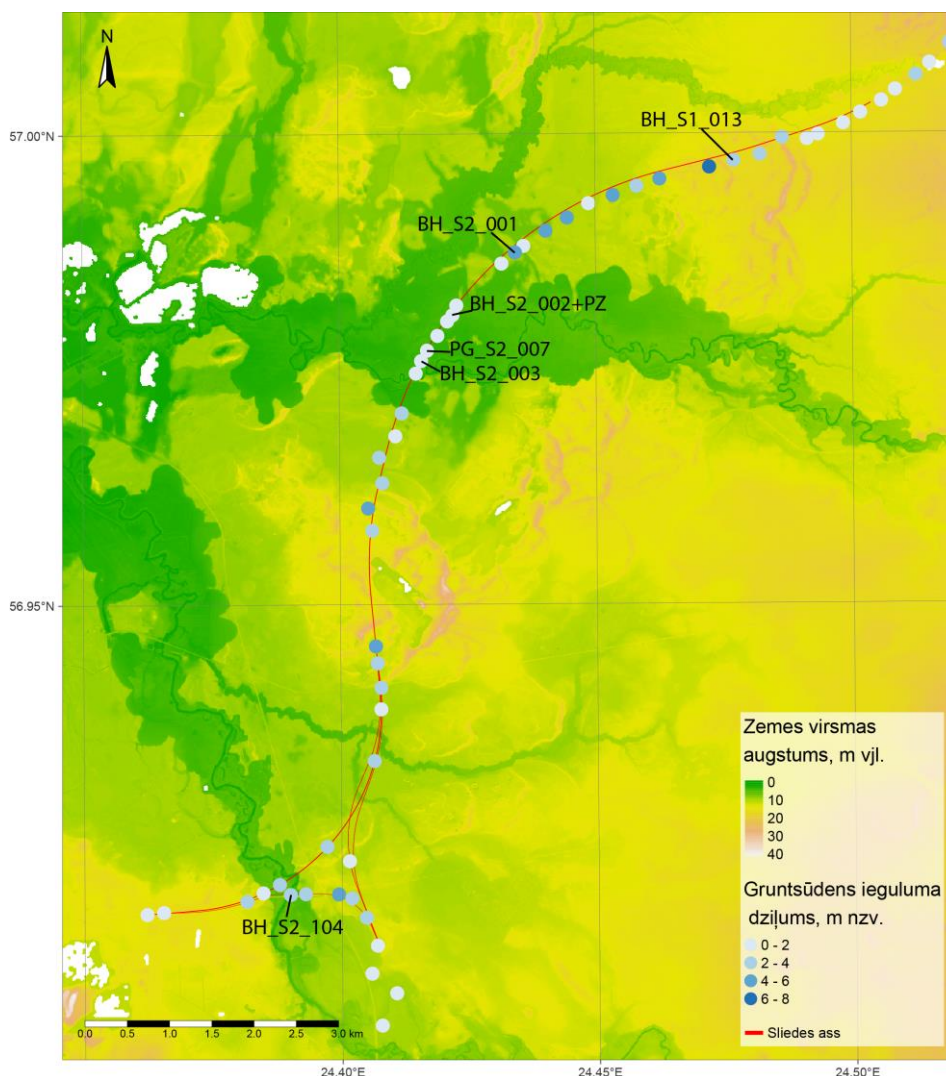 N
57.00°N
BH_S1_013
BH_S2_001
BH_S2_002+PZ
PG_S2_007
BH_S2_003
56.95°N
BH_S2_104
Zemes virsmas
augstums, m vjl.
0
10
20
30
40
Gruntsūdens ieguluma
dziļums, m nzv.
0 - 2
2 - 4
4 - 6
6 - 8
Sliedes ass
0.0 0.5 1.0 1.5 2.0 2.5 3.0 km
24.40°E 24.45°E 24.50°E